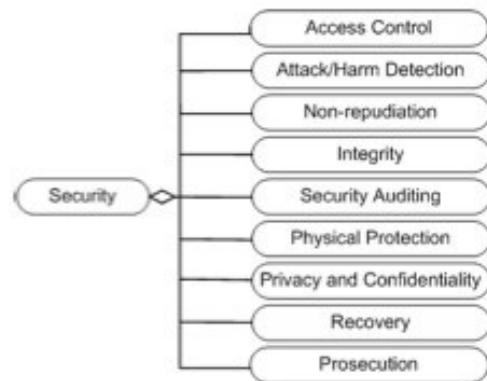 Access Control
Attack/Harm Detection
Non-repudiation
Integrity
Security
Security Auditing
Physical Protection
Privacy and Confidentiality
Recovery
Prosecution